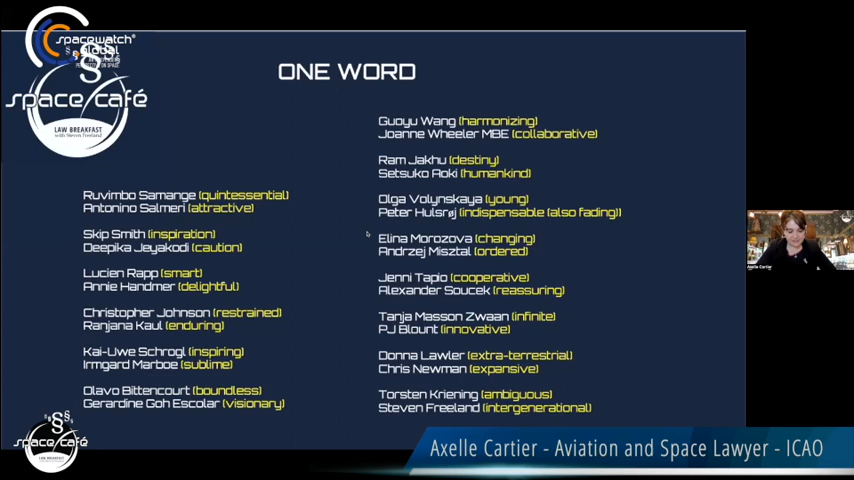 spacewatch®
global
§
§§
§
space/café
LAW BREAKFAST
with Steven Freeland
ONE WORD
Ruvimbo Samange (quintessential)
Antonino Salmeri (attractive)
Skip Smith (inspiration)
Deepika Jeyakodi (caution)
Lucien Rapp (smart)
Annie Handmer (delightful)
Christopher Johnson (restrained)
Ranjana Kaul (enduring)
Kai-Uwe Schrogl (inspiring)
Irmgard Marboe (sublime)
Olavo Bittencourt (boundless)
Gerardine Goh Escolar (visionary)
Guoyu Wang (harmonizing)
Joanne Wheeler MBE (collaborative)
Ram Jakhu (destiny)
Setsuko Aoki (humankind)
Olga Volynskaya (young)
Peter Hulsrøj (indispensable (also fading))
Elina Morozova (changing)
Andrzej Misztal (ordered)
Jenni Tapio (cooperative)
Alexander Soucek (reassuring)
Tanja Masson Zwaan (infinite)
PJ Blount (innovative)
Donna Lawler (extra-terrestrial)
Chris Newman (expansive)
Torsten Kriening (ambiguous)
Steven Freeland (intergenerational)
Axelle Cartier
§§§
space/café
LAW BREAKFAST
Axelle Cartier - Aviation and Space Lawyer - ICAO